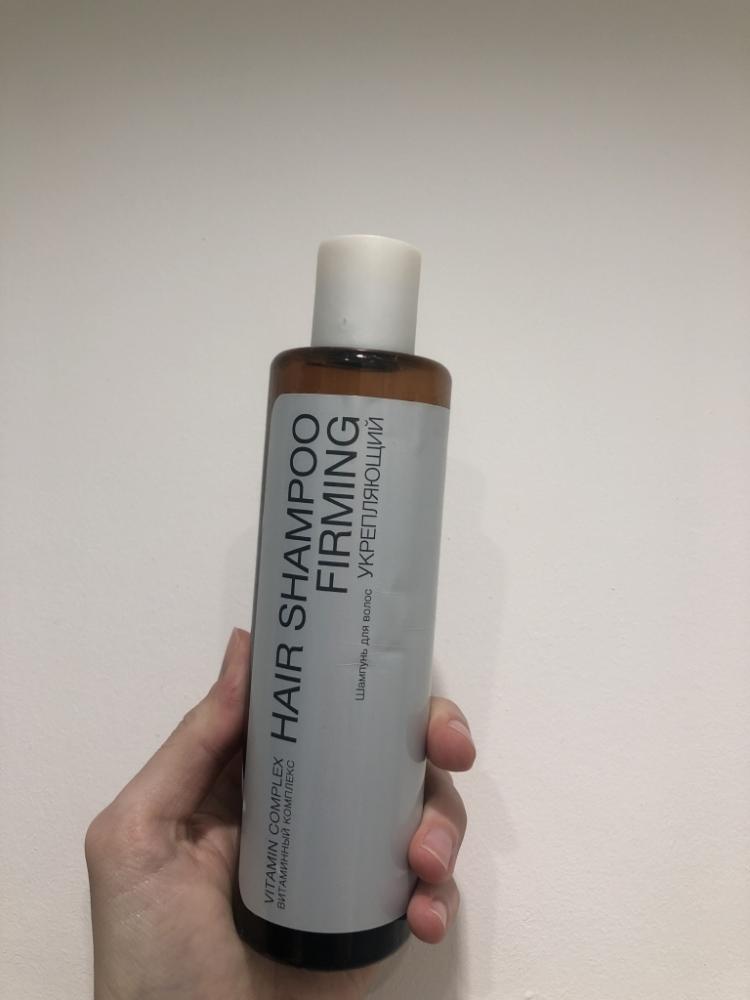 HAIR SHAMPOO
FIRMING
Шампунь для волос УКРЕПЛЯЮЩИЙ
VITAMIN COMPLEX
ВИТАМИННЫЙ КОМПЛЕКС